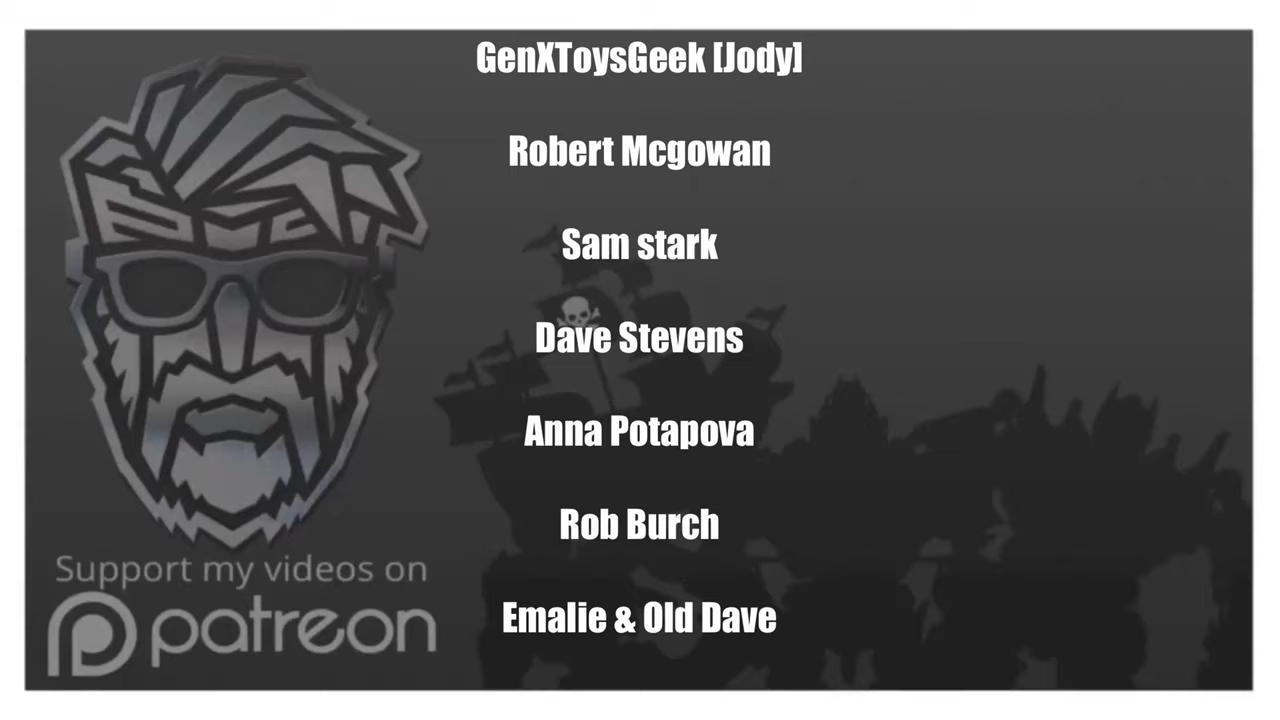 GenXToysGeek [Jody]
Robert Mcgowan
Sam stark
Dave Stevens
Anna Potapova
Rob Burch
Emalie & Old Dave
Support my videos on
patreon